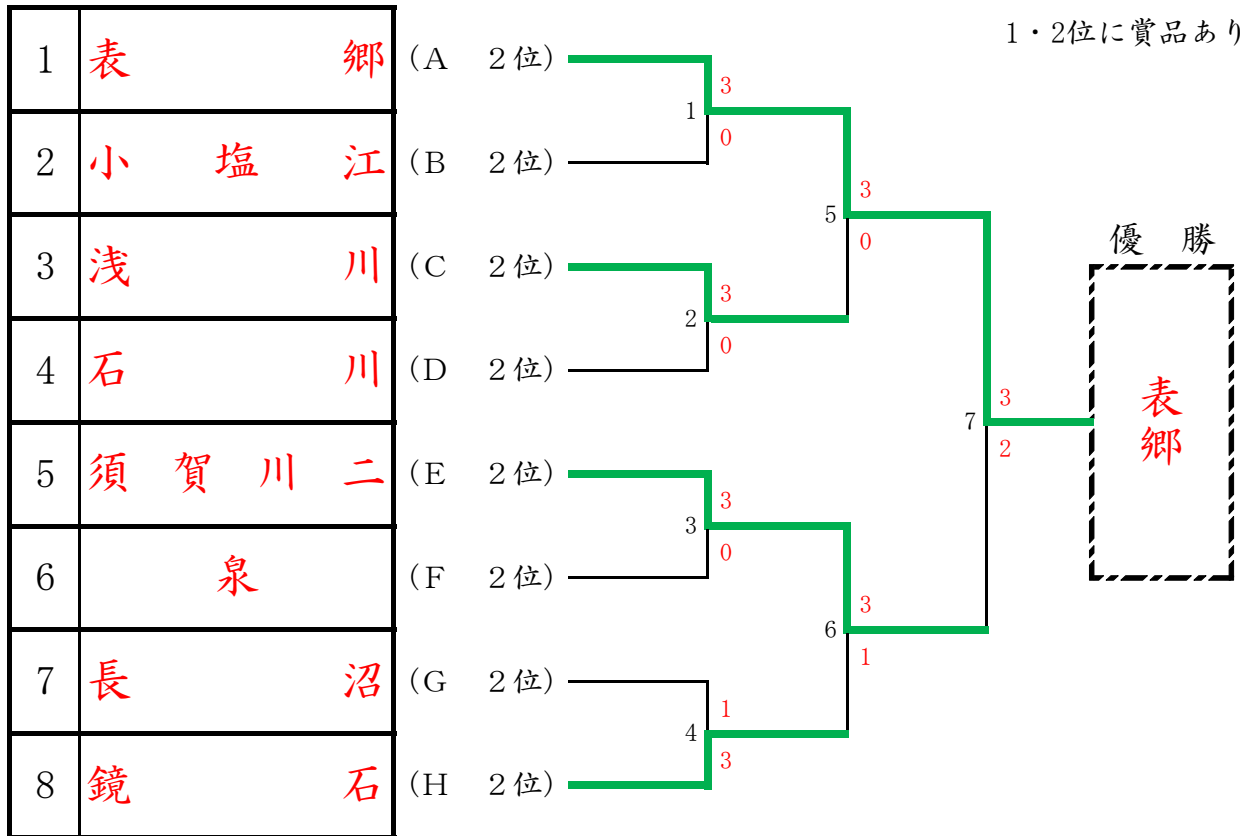 1・2位に賞品あり
1 表郷 (A 2位)
2 小塩江 (B 2位)
3 浅川 (C 2位)
4 石川 (D 2位)
5 須賀川二 (E 2位)
6 泉 (F 2位)
7 長沼 (G 2位)
8 鏡石 (H 2位)
3
1
0
3
2
0
3
3
0
1
4
3
3
5
0
3
6
1
3
7
2
優勝
表郷